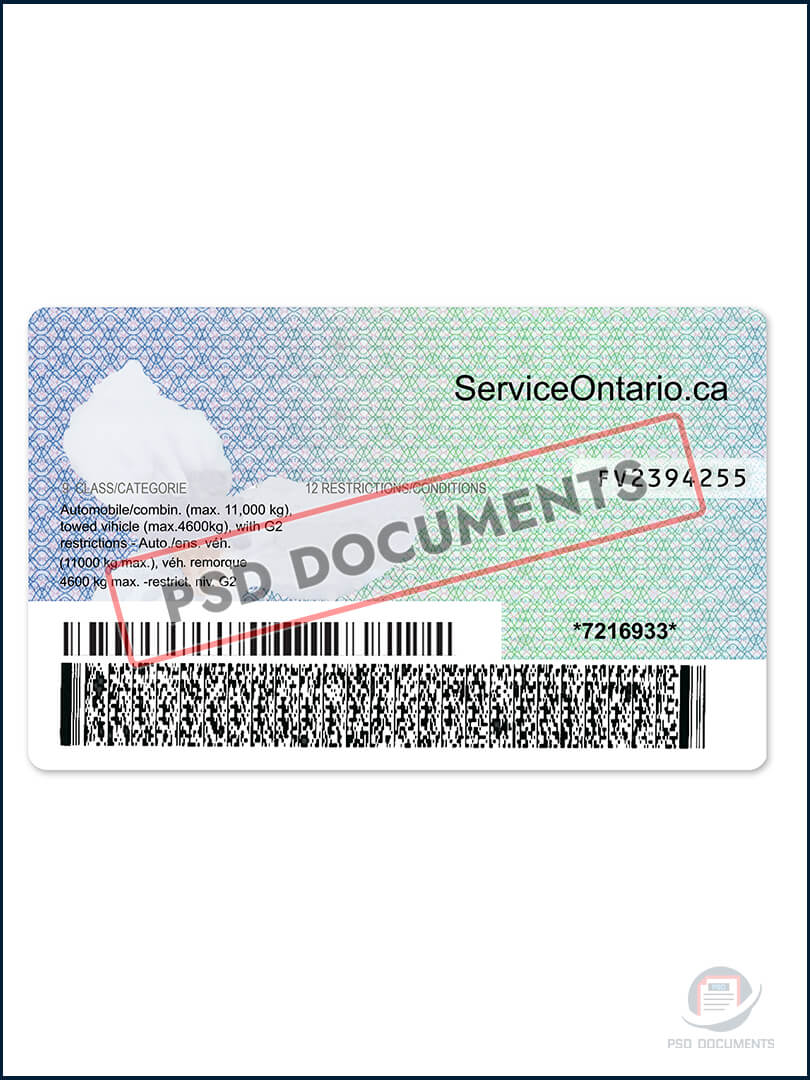 ServiceOntario.ca
FV2394255
9 CLASS/CATEGORIE 12 RESTRICTIONS/CONDITIONS
Automobile/combin. (max. 11,000 kg),
towed vihicle (max.4600kg), with G2
restrictions - Auto./ens. véh.
(11000 kg.max.), véh. remorque
4600 kg max. -restrict. niv. G2
PSD DOCUMENTS
*7216933*
PSD
PSD DOCUMENTS